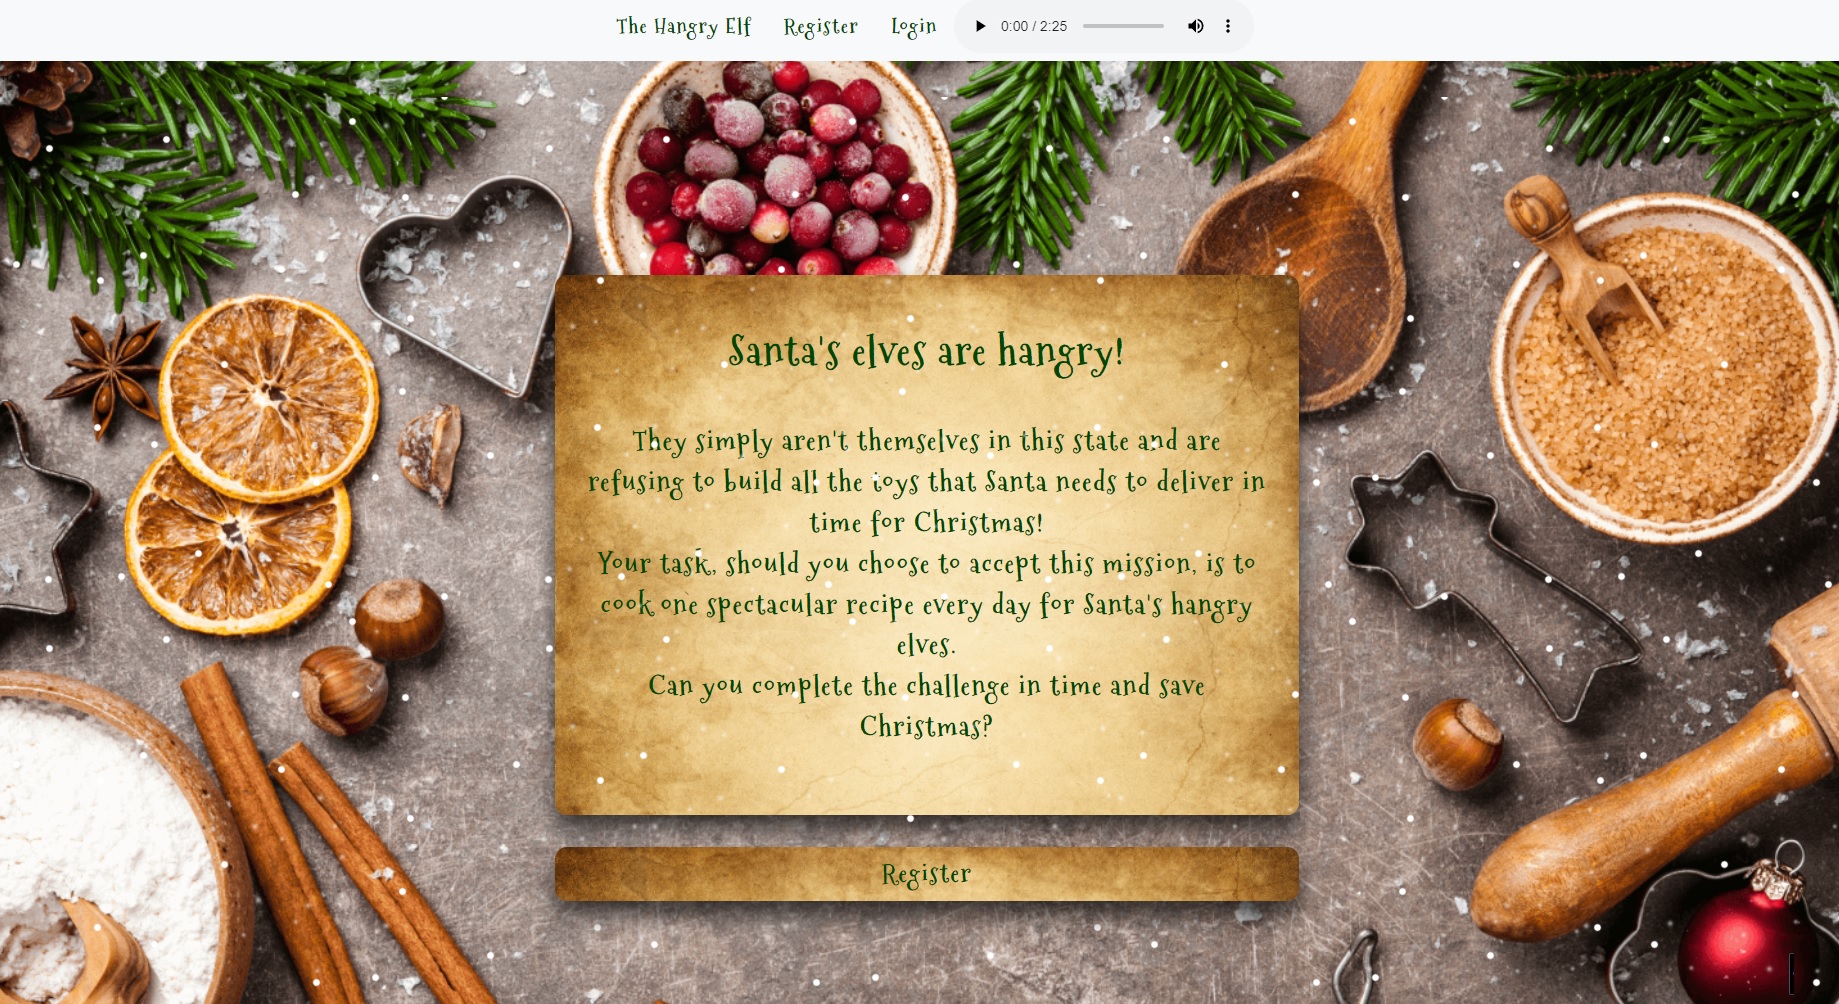 The Hangry Elf Register Login 0:00 / 2:25
Santa's elves are hangry!
They simply aren't themselves in this state and are
refusing to build all the toys that Santa needs to deliver in
time for Christmas!
Your task, should you choose to accept this mission, is to
cook one spectacular recipe every day for Santa's hangry
elves.
Can you complete the challenge in time and save
Christmas?
Register